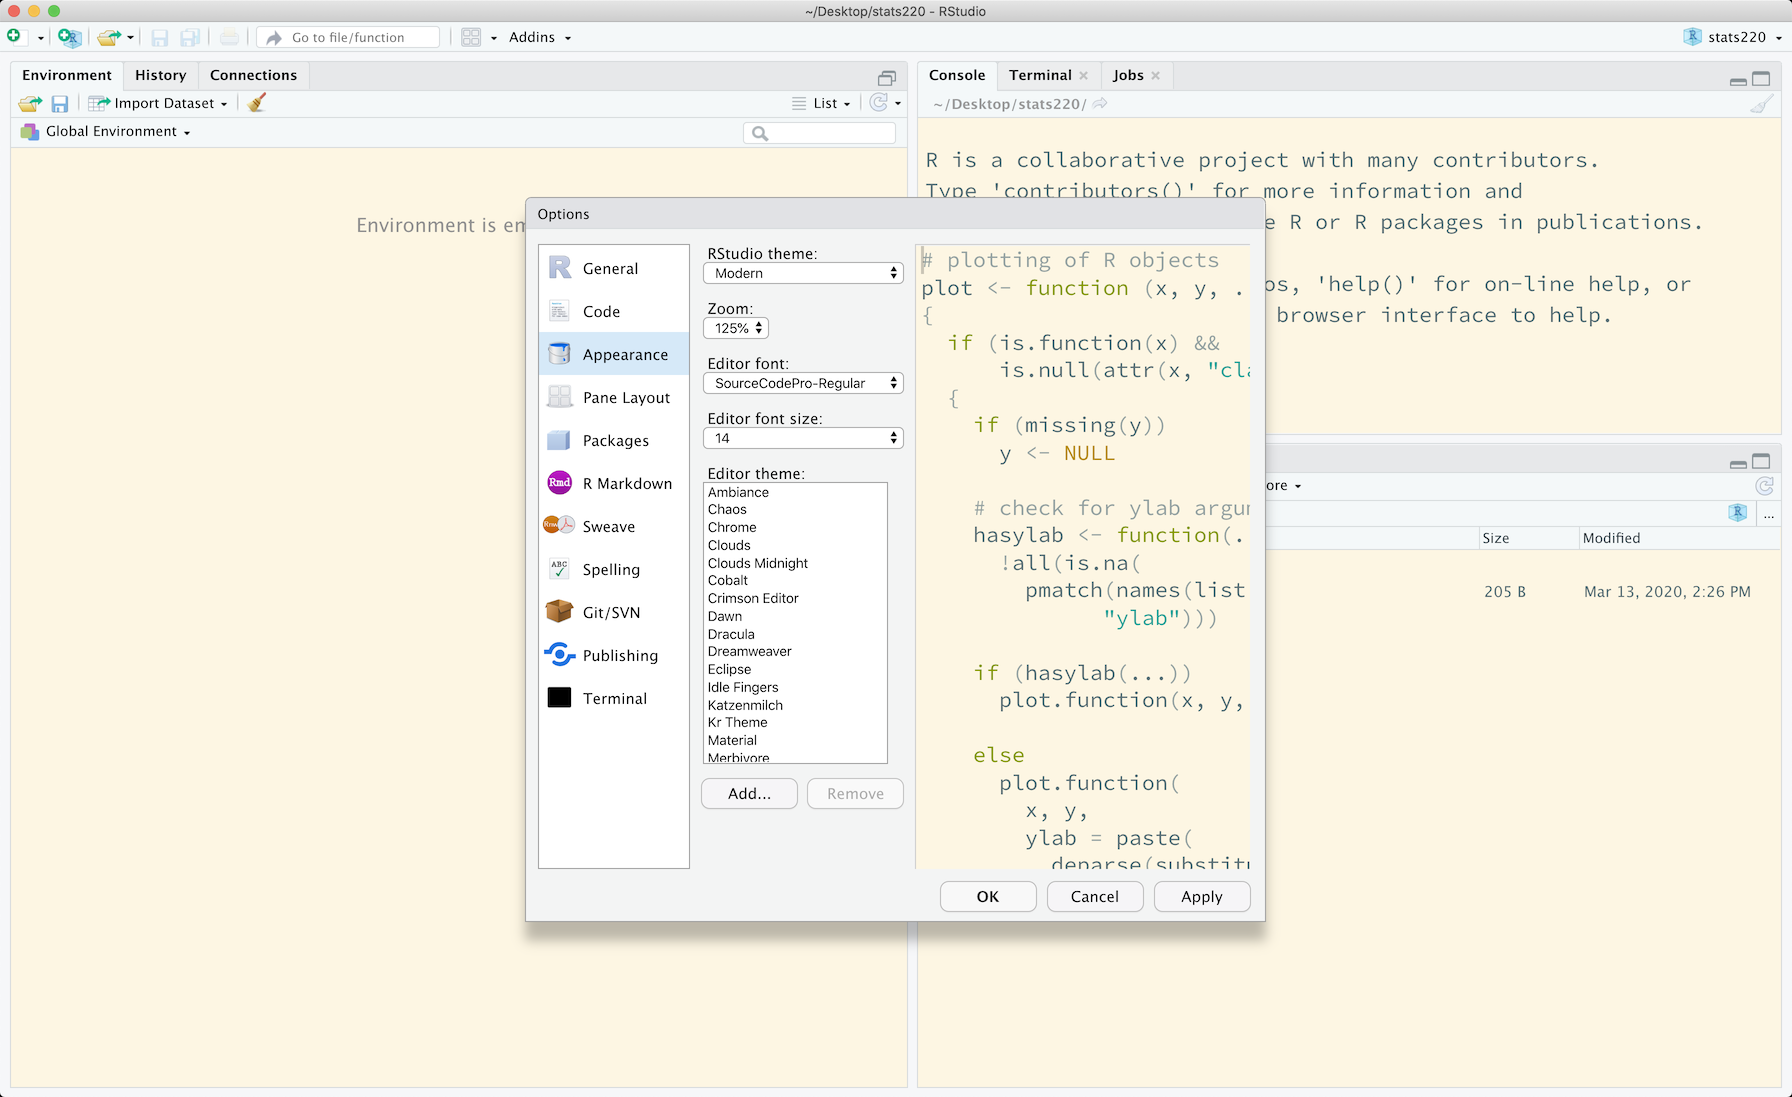 ~/Desktop/stats220 - RStudio
Go to file/function
Addins
stats220
Environment
History
Connections
Import Dataset
List
Global Environment
Environment is em
Console
Terminal
Jobs
~/Desktop/stats220/
R is a collaborative project with many contributors.
Type 'contributors()' for more information and
e R or R packages in publications.
os, 'help()' for on-line help, or
browser interface to help.
ore
...
Size
Modified
205 B
Mar 13, 2020, 2:26 PM
Options
General
Code
Appearance
Pane Layout
Packages
Rmd
R Markdown
Rnw
Sweave
ABC
Spelling
Git/SVN
Publishing
Terminal
RStudio theme:
Modern
Zoom:
125%
Editor font:
SourceCodePro-Regular
Editor font size:
14
Editor theme:
Ambiance
Chaos
Chrome
Clouds
Clouds Midnight
Cobalt
Crimson Editor
Dawn
Dracula
Dreamweaver
Eclipse
Idle Fingers
Katzenmilch
Kr Theme
Material
Merbivore
Add...
Remove
# plotting of R objects
plot <- function (x, y, .
{
if (is.function(x) &&
is.null(attr(x, "cla
{
if (missing(y))
y <- NULL
# check for ylab argum
hasylab <- function(.
!all(is.na(
pmatch(names(list
"ylab")))
if (hasylab(...))
plot.function(x, y,
else
plot.function(
x, y,
ylab = paste(
deparse(substitu
OK
Cancel
Apply